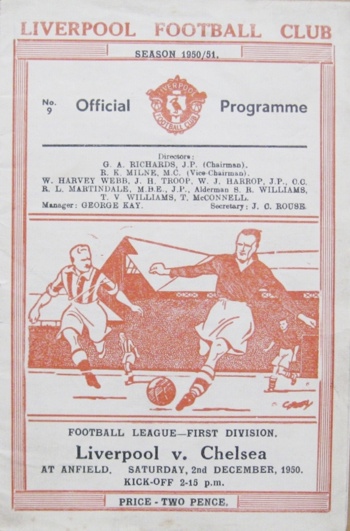 LIVERPOOL FOOTBALL CLUB
SEASON 1950/51.
No. 9 Official Programme
LIVERPOOL
FOOTBALL CLUB
Directors:
G. A. RICHARDS, J.P. (Chairman).
R. K. MILNE, M.C. (Vice-Chairman).
W. HARVEY WEBB, J. H. TROOP, W. J. HARROP, J.P., C.C.
R. L. MARTINDALE, M.B.E., J.P., Alderman S. R. WILLIAMS,
T. V. WILLIAMS, T. McCONNELL.
Manager: GEORGE KAY. Secretary: J. C. ROUSE.
FOOTBALL LEAGUE—FIRST DIVISION.
Liverpool v. Chelsea
AT ANFIELD. SATURDAY, 2nd DECEMBER, 1950.
KICK-OFF 2-15 p.m.
PRICE - TWO PENCE.